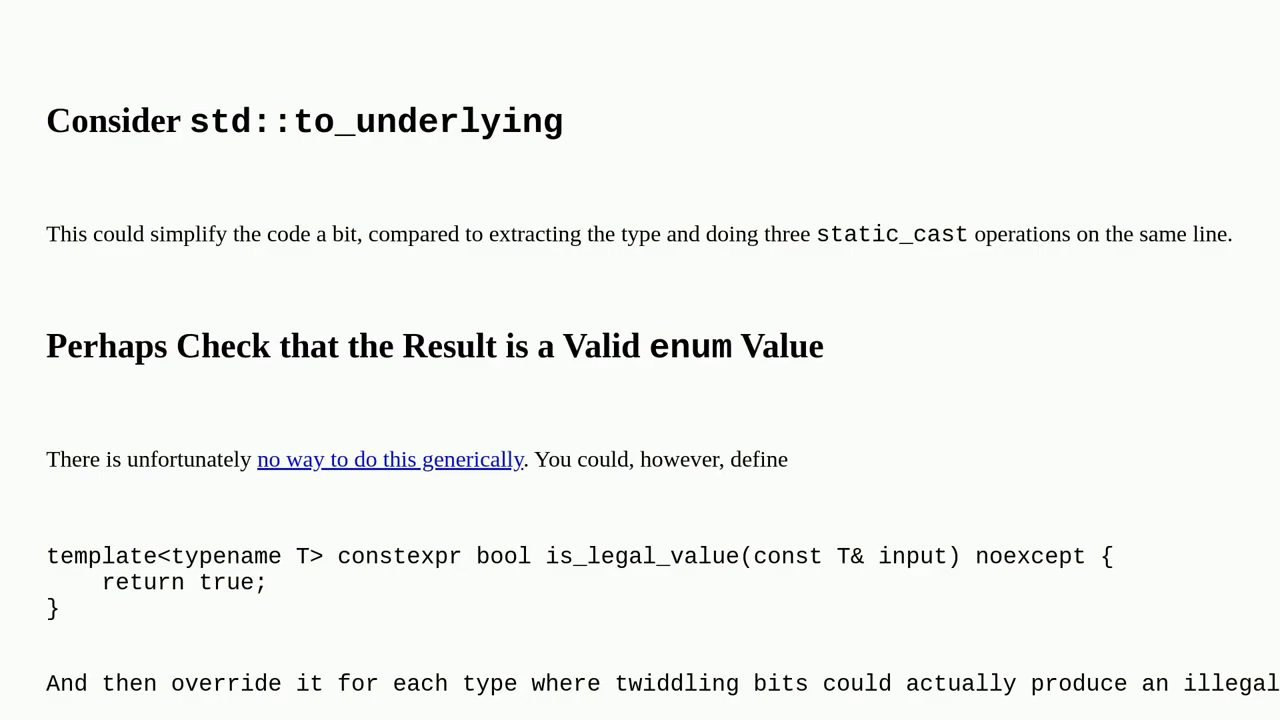 Consider std::to_underlying
This could simplify the code a bit, compared to extracting the type and doing three static_cast operations on the same line.
Perhaps Check that the Result is a Valid enum Value
There is unfortunately no way to do this generically. You could, however, define
template<typename T> constexpr bool is_legal_value(const T& input) noexcept {
    return true;
}
And then override it for each type where twiddling bits could actually produce an illegal